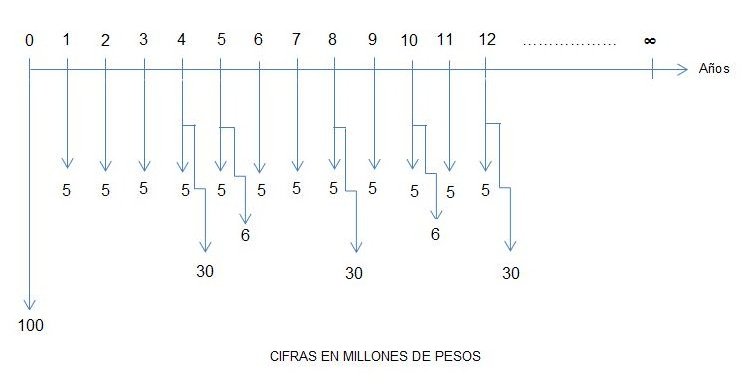 0 1 2 3 4 5 6 7 8 9 10 11 12 ................. ∞
Años
5 5 5 5 5 5 5 5 5 5 5 5
6 6
30 30 30
100
CIFRAS EN MILLONES DE PESOS